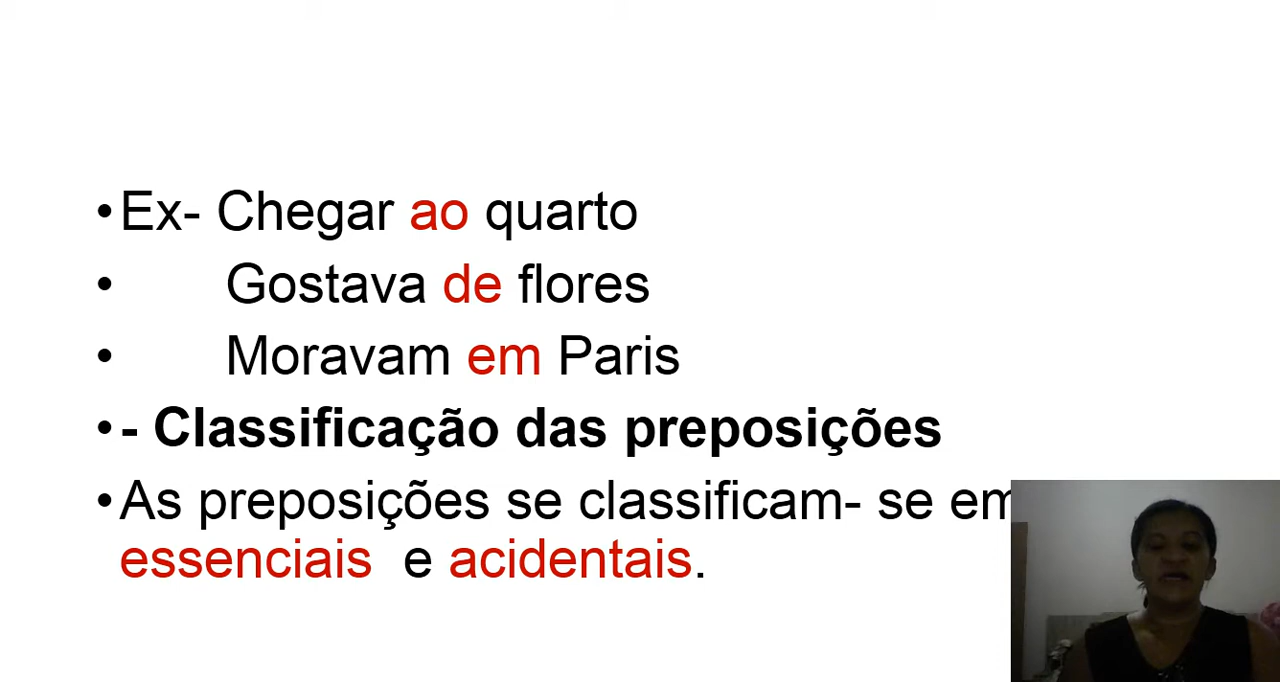 •Ex- Chegar ao quarto
• Gostava de flores
• Moravam em Paris
•- Classificação das preposições
•As preposições se classificam- se em
essenciais e acidentais.